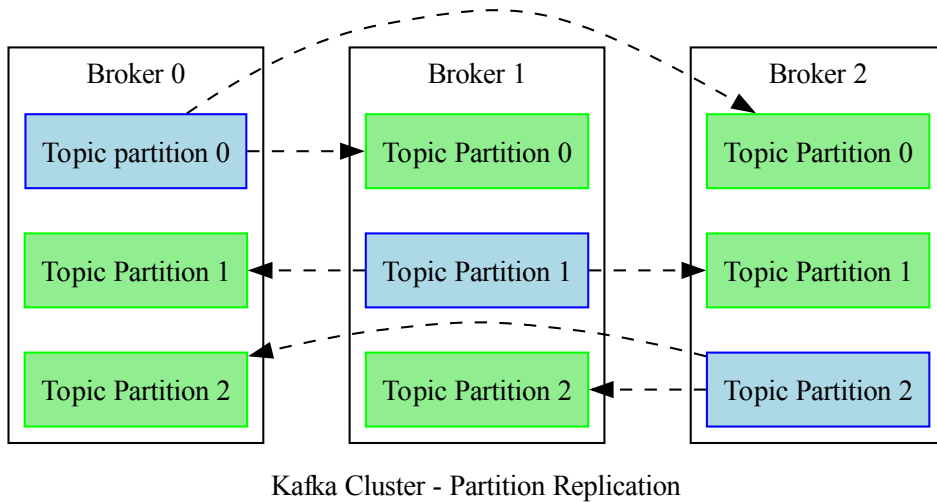 Broker 0
Topic partition 0
Topic Partition 1
Topic Partition 2
Broker 1
Topic Partition 0
Topic Partition 1
Topic Partition 2
Broker 2
Topic Partition 0
Topic Partition 1
Topic Partition 2
Kafka Cluster - Partition Replication